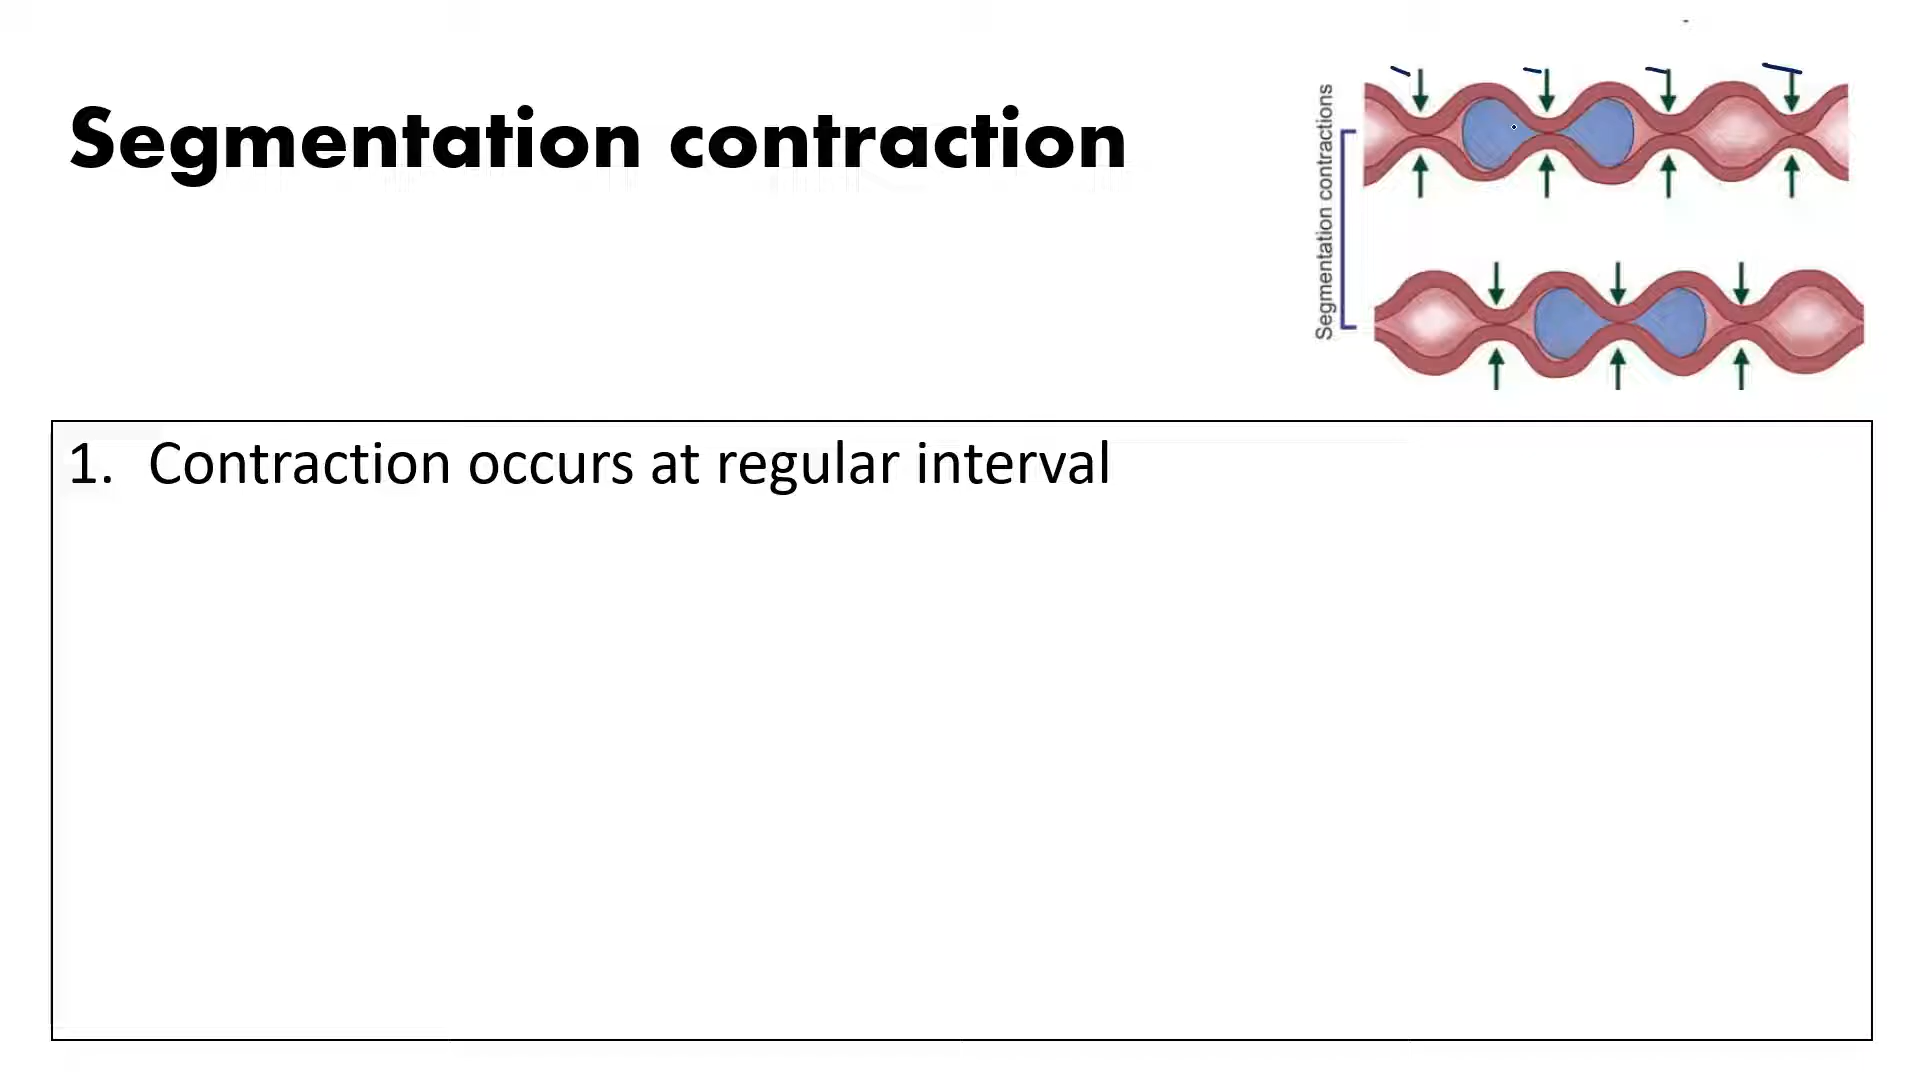 Segmentation contraction
Segmentation contractions
1. Contraction occurs at regular interval